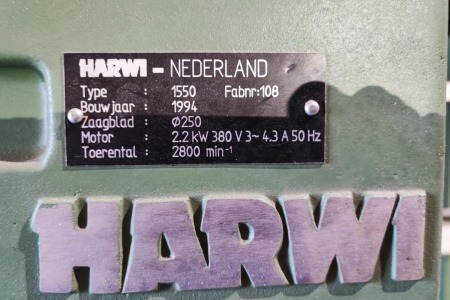 HARWI - NEDERLAND
Type : 1550 Fabnr:108
Bouwjaar : 1994
Zaagblad : Ø250
Motor : 2.2 kW 380 V 3~ 4.3 A 50 Hz
Toerental : 2800 min⁻¹
HARWI